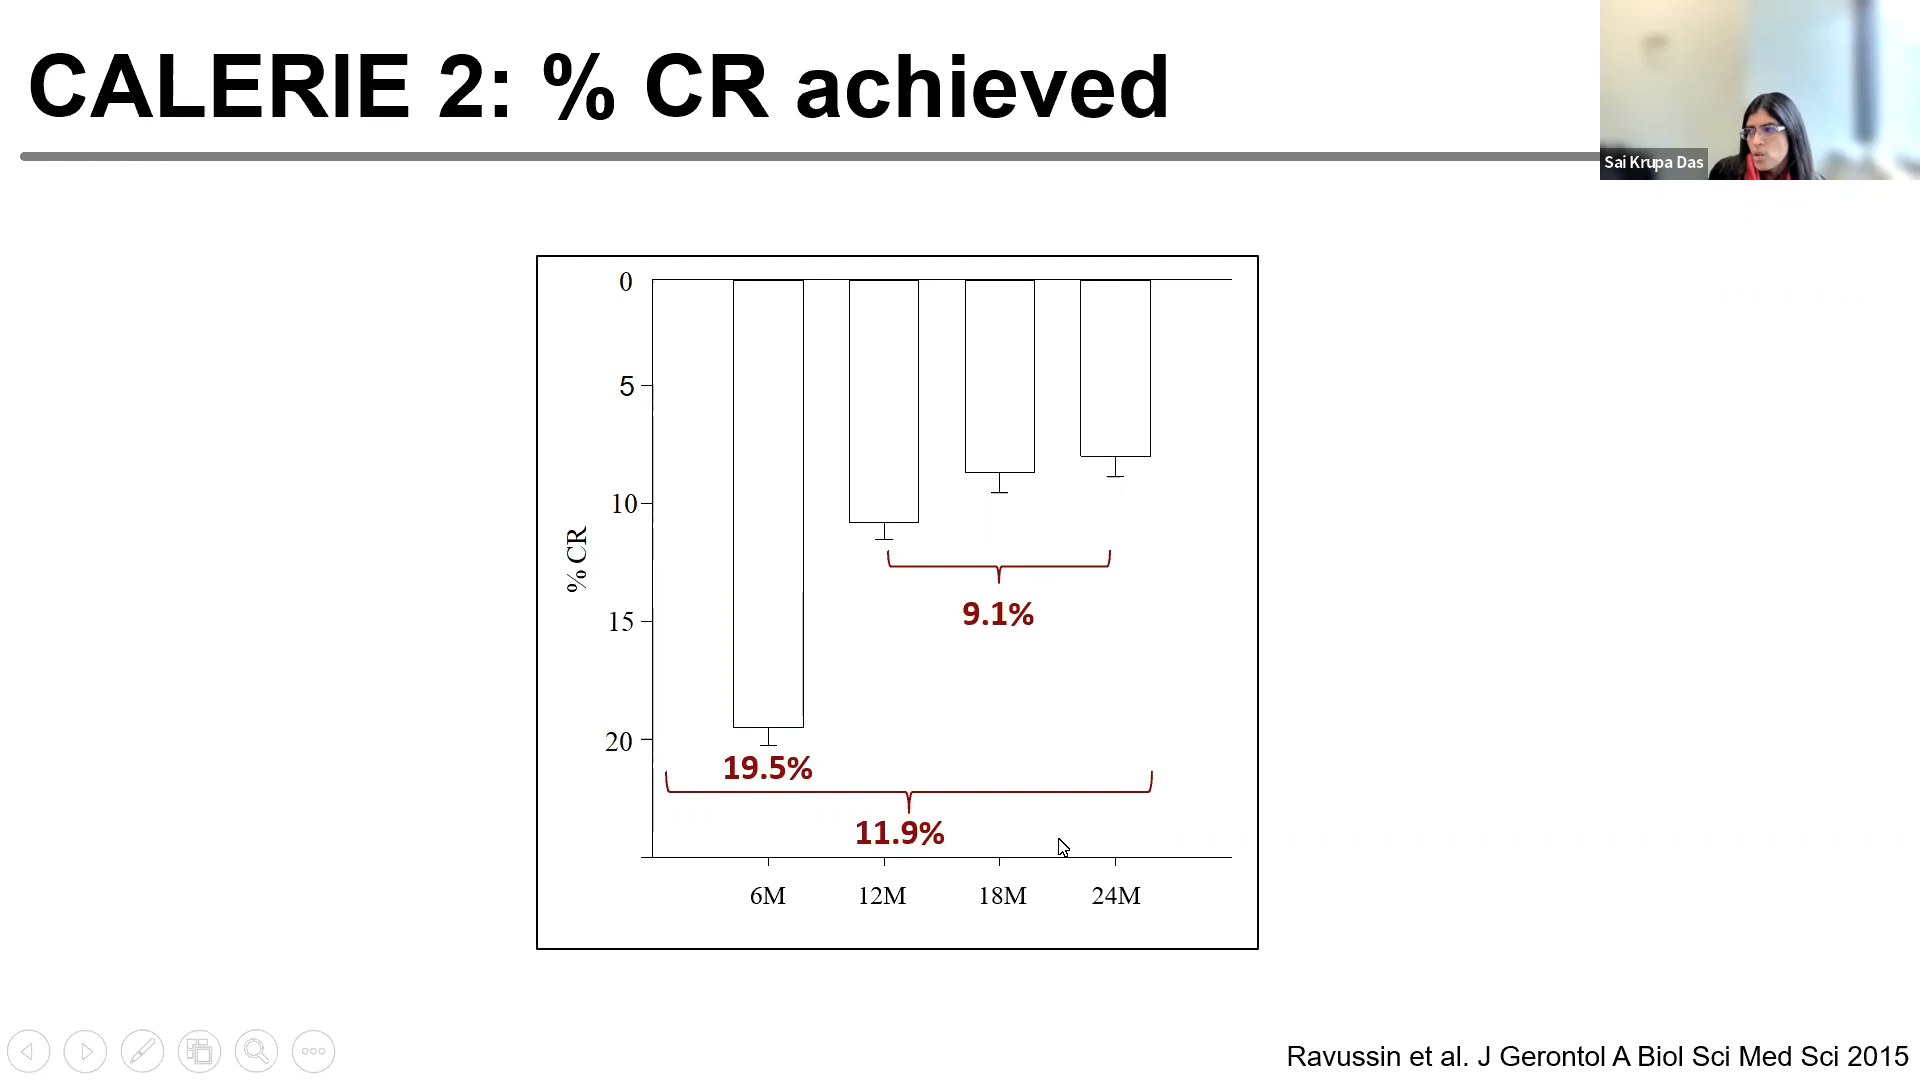 CALERIE 2: % CR achieved
Sai Krupa Das
0
5
10
15
20
% CR
9.1%
19.5%
11.9%
6M
12M
18M
24M
Ravussin et al. J Gerontol A Biol Sci Med Sci 2015